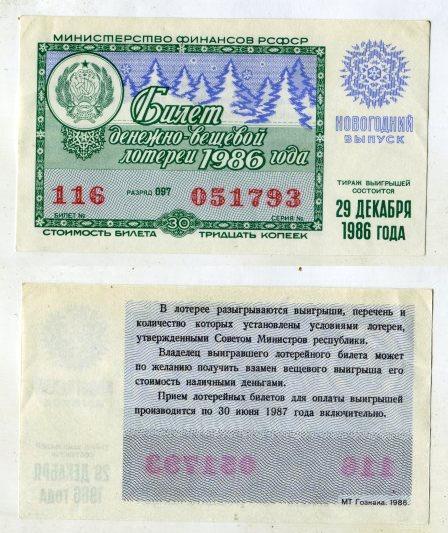 МИНИСТЕРСТВО ФИНАНСОВ РСФСР
Билет
денежно-вещевой
лотереи 1986 года
НОВОГОДНИЙ
ВЫПУСК
116 РАЗРЯД 097 051793
БИЛЕТ № СЕРИЯ №
30
СТОИМОСТЬ БИЛЕТА ТРИДЦАТЬ КОПЕЕК
ТИРАЖ ВЫИГРЫШЕЙ
СОСТОИТСЯ
29 ДЕКАБРЯ
1986 ГОДА
В лотерее разыгрываются выигрыши, перечень и
количество которых установлены условиями лотереи,
утвержденными Советом Министров республики.
Владелец выигравшего лотерейного билета может
по желанию получить взамен вещевого выигрыша его
стоимость наличными деньгами.
Прием лотерейных билетов для оплаты выигрышей
производится по 30 июня 1987 года включительно.
МТ Гознака. 1986.